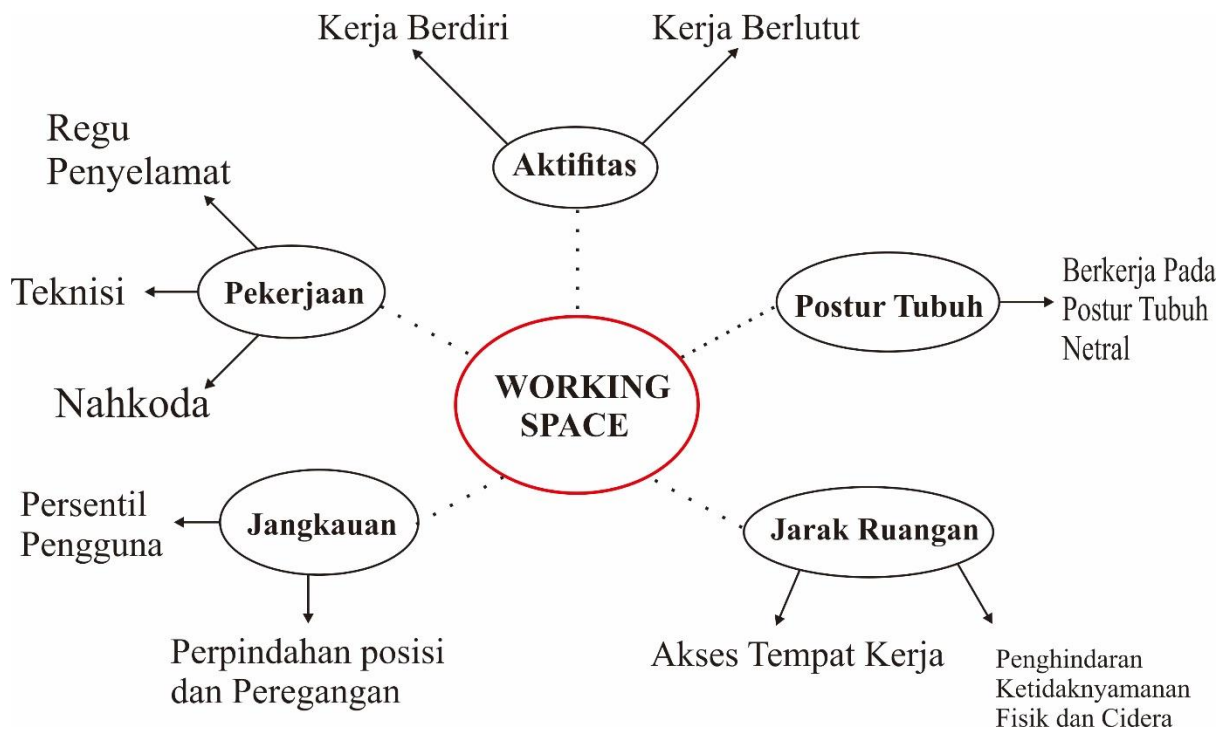 Kerja Berdiri
Kerja Berlutut
Aktifitas
Regu
Penyelamat
Teknisi
Pekerjaan
Nahkoda
Postur Tubuh
Berkerja Pada
Postur Tubuh
Netral
WORKING
SPACE
Persentil
Pengguna
Jangkauan
Perpindahan posisi
dan Peregangan
Jarak Ruangan
Akses Tempat Kerja
Penghindaran
Ketidaknyamanan
Fisik dan Cidera